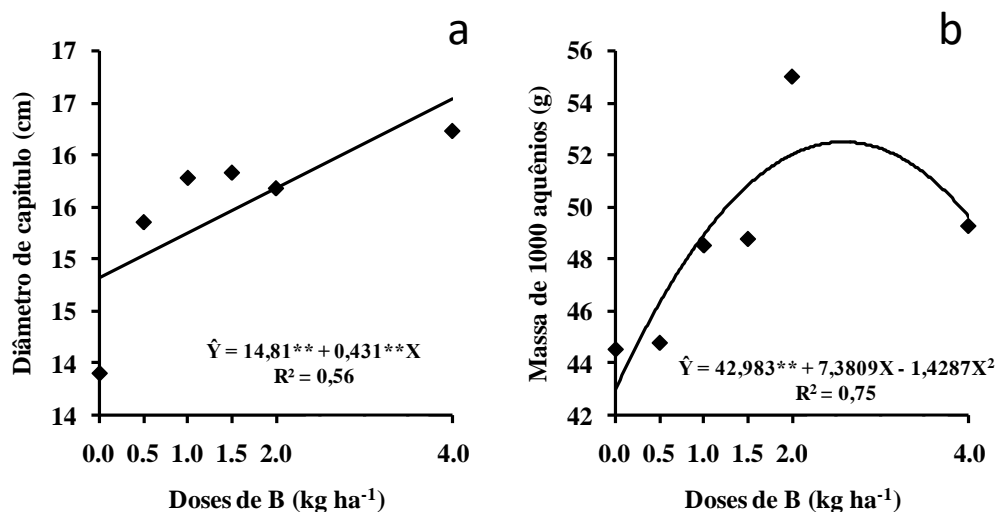 a
17
17
16
16
15
15
14
14
Diâmetro de capitulo (cm)
Ŷ = 14,81** + 0,431**X
R² = 0,56
0.0 0.5 1.0 1.5 2.0 4.0
Doses de B (kg ha⁻¹)
b
56
54
52
50
48
46
44
42
Massa de 1000 aquênios (g)
Ŷ = 42,983** + 7,3809X - 1,4287X²
R² = 0,75
0.0 0.5 1.0 1.5 2.0 4.0
Doses de B (kg ha⁻¹)